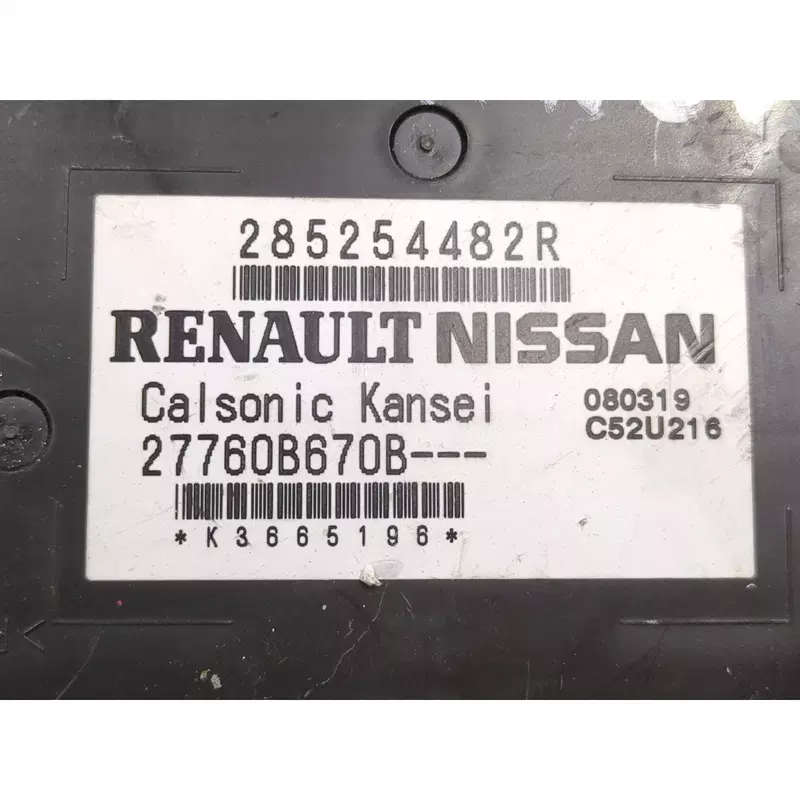 285254482R
RENAULT NISSAN
Calsonic Kansei 080319
27760B670B--- C52U216
*K3665196*